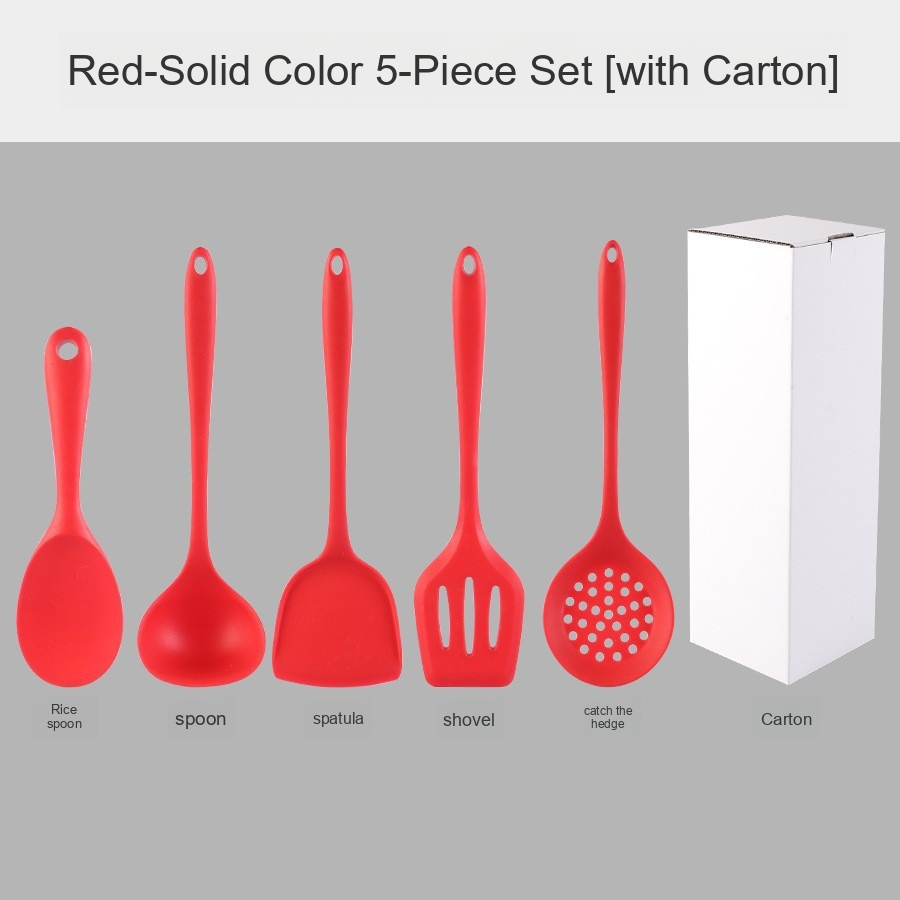 Red-Solid Color 5-Piece Set [with Carton]
Rice
spoon
spoon
spatula
shovel
catch the
hedge
Carton